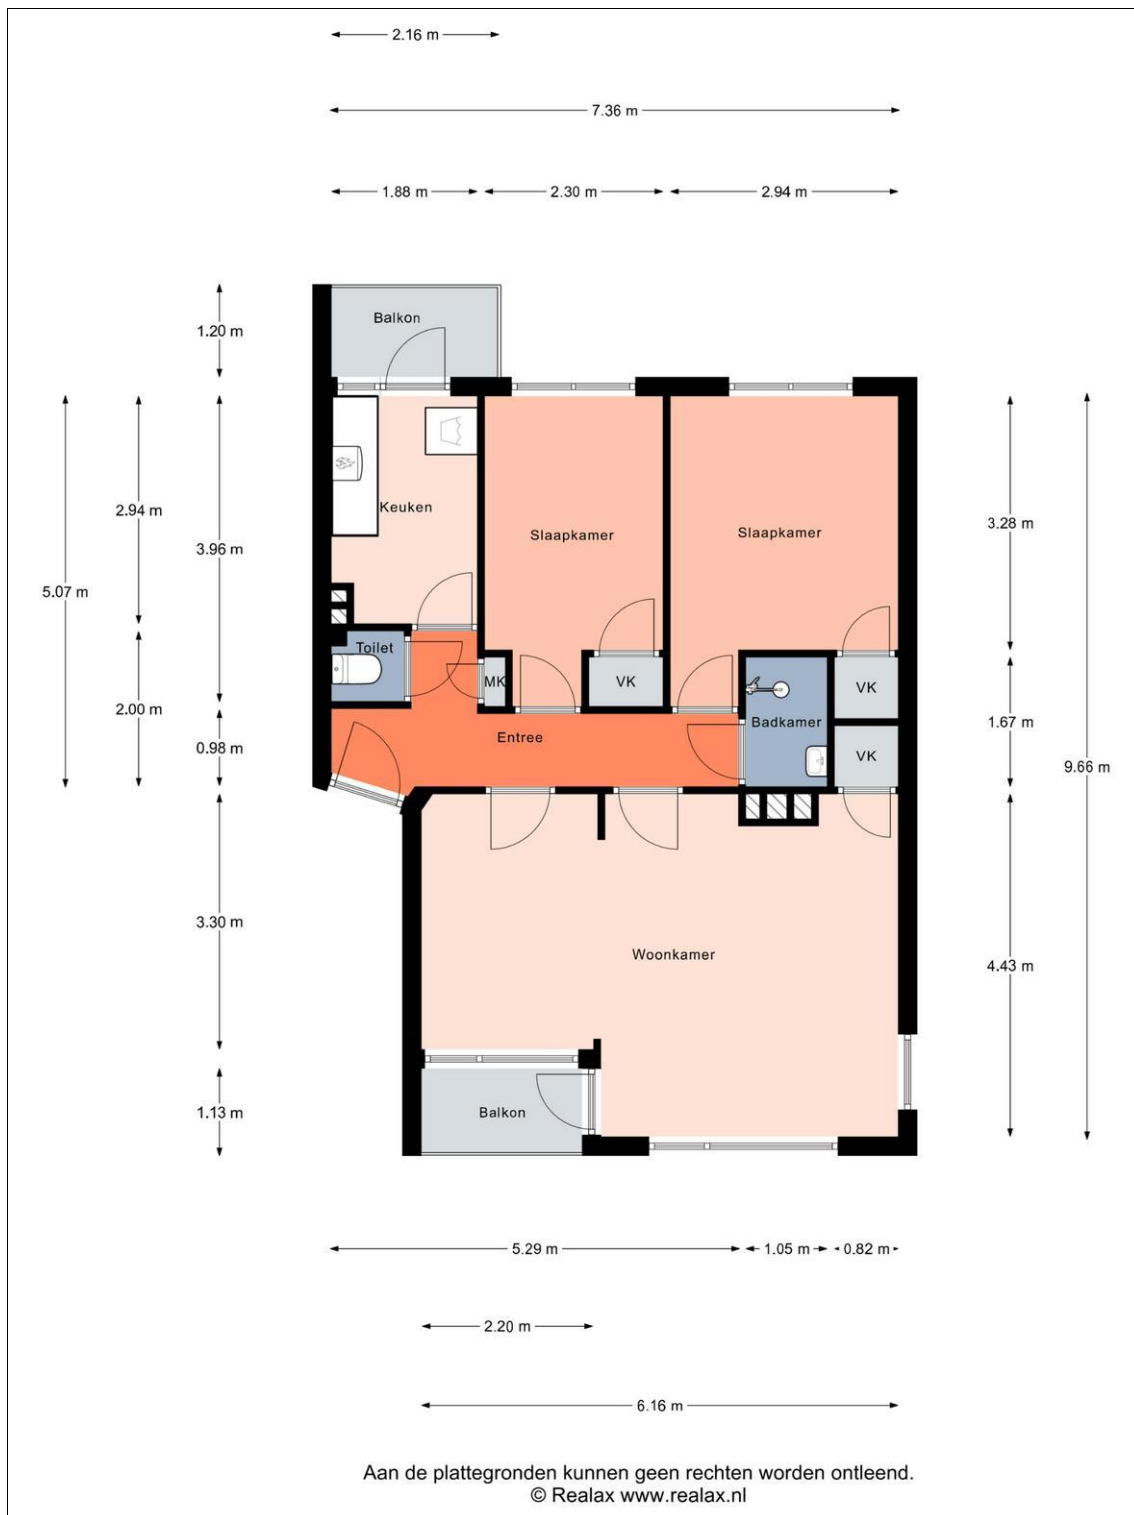 2.16 m
7.36 m
1.88 m
2.30 m
2.94 m
Balkon
1.20 m
2.94 m
3.96 m
5.07 m
Keuken
Slaapkamer
Slaapkamer
3.28 m
Toilet
MK
VK
VK
2.00 m
Badkamer
1.67 m
Entree
0.98 m
VK
9.66 m
3.30 m
Woonkamer
4.43 m
1.13 m
Balkon
5.29 m
1.05 m
0.82 m
2.20 m
6.16 m
Aan de plattegronden kunnen geen rechten worden ontleend.
© Realax www.realax.nl